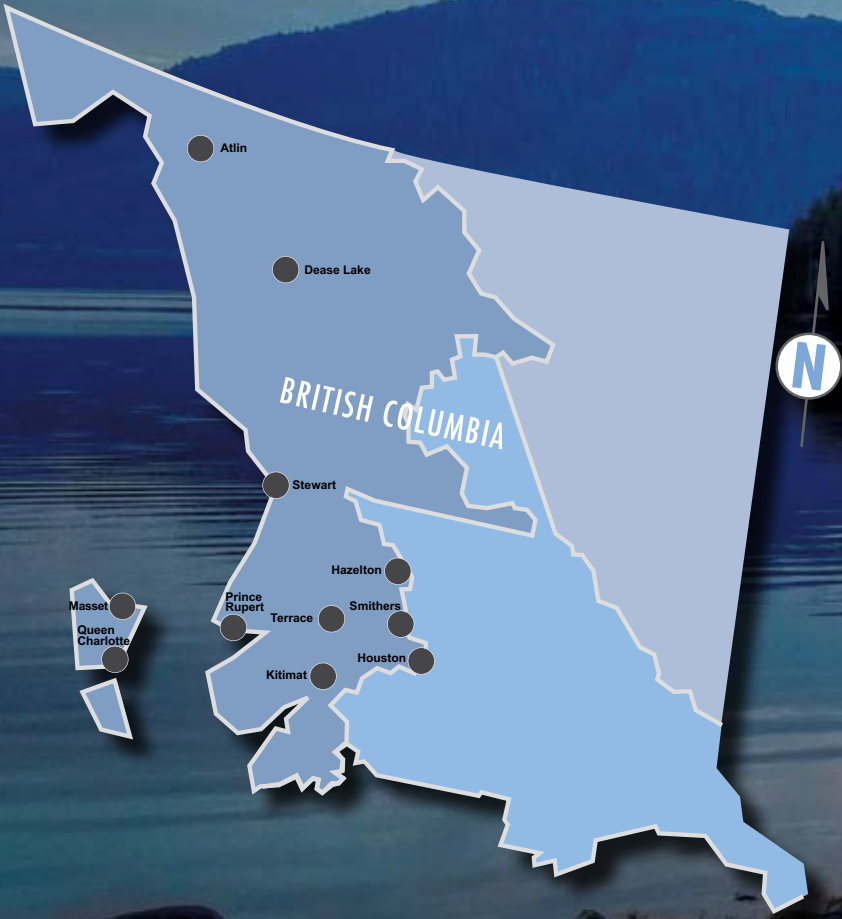 Atlin
Dease Lake
BRITISH COLUMBIA
Stewart
Hazelton
Prince
Rupert
Masset
Terrace
Smithers
Queen
Charlotte
Houston
Kitimat
N